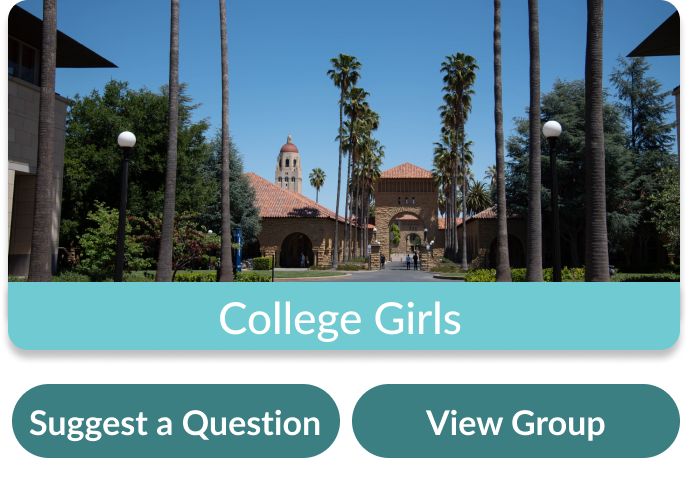 College Girls
Suggest a Question
View Group